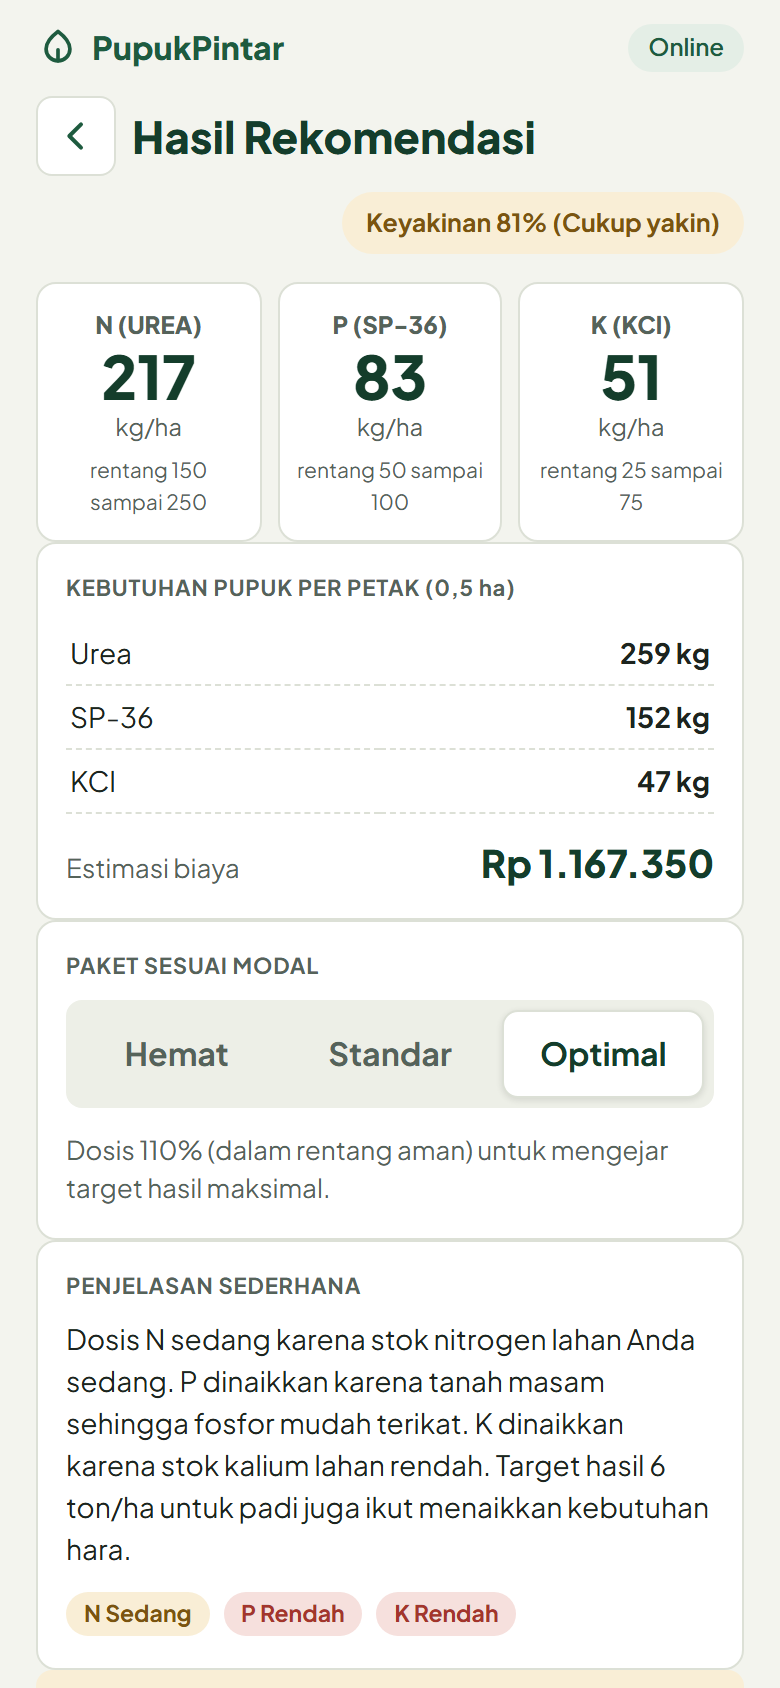 PupukPintar
Online
Hasil Rekomendasi
Keyakinan 81% (Cukup yakin)
N (UREA)
217
kg/ha
rentang 150
sampai 250
P (SP-36)
83
kg/ha
rentang 50 sampai
100
K (KCl)
51
kg/ha
rentang 25 sampai
75
KEBUTUHAN PUPUK PER PETAK (0,5 ha)
Urea 259 kg
SP-36 152 kg
KCl 47 kg
Estimasi biaya Rp 1.167.350
PAKET SESUAI MODAL
Hemat Standar Optimal
Dosis 110% (dalam rentang aman) untuk mengejar
target hasil maksimal.
PENJELASAN SEDERHANA
Dosis N sedang karena stok nitrogen lahan Anda
sedang. P dinaikkan karena tanah masam
sehingga fosfor mudah terikat. K dinaikkan
karena stok kalium lahan rendah. Target hasil 6
ton/ha untuk padi juga ikut menaikkan kebutuhan
hara.
N Sedang P Rendah K Rendah